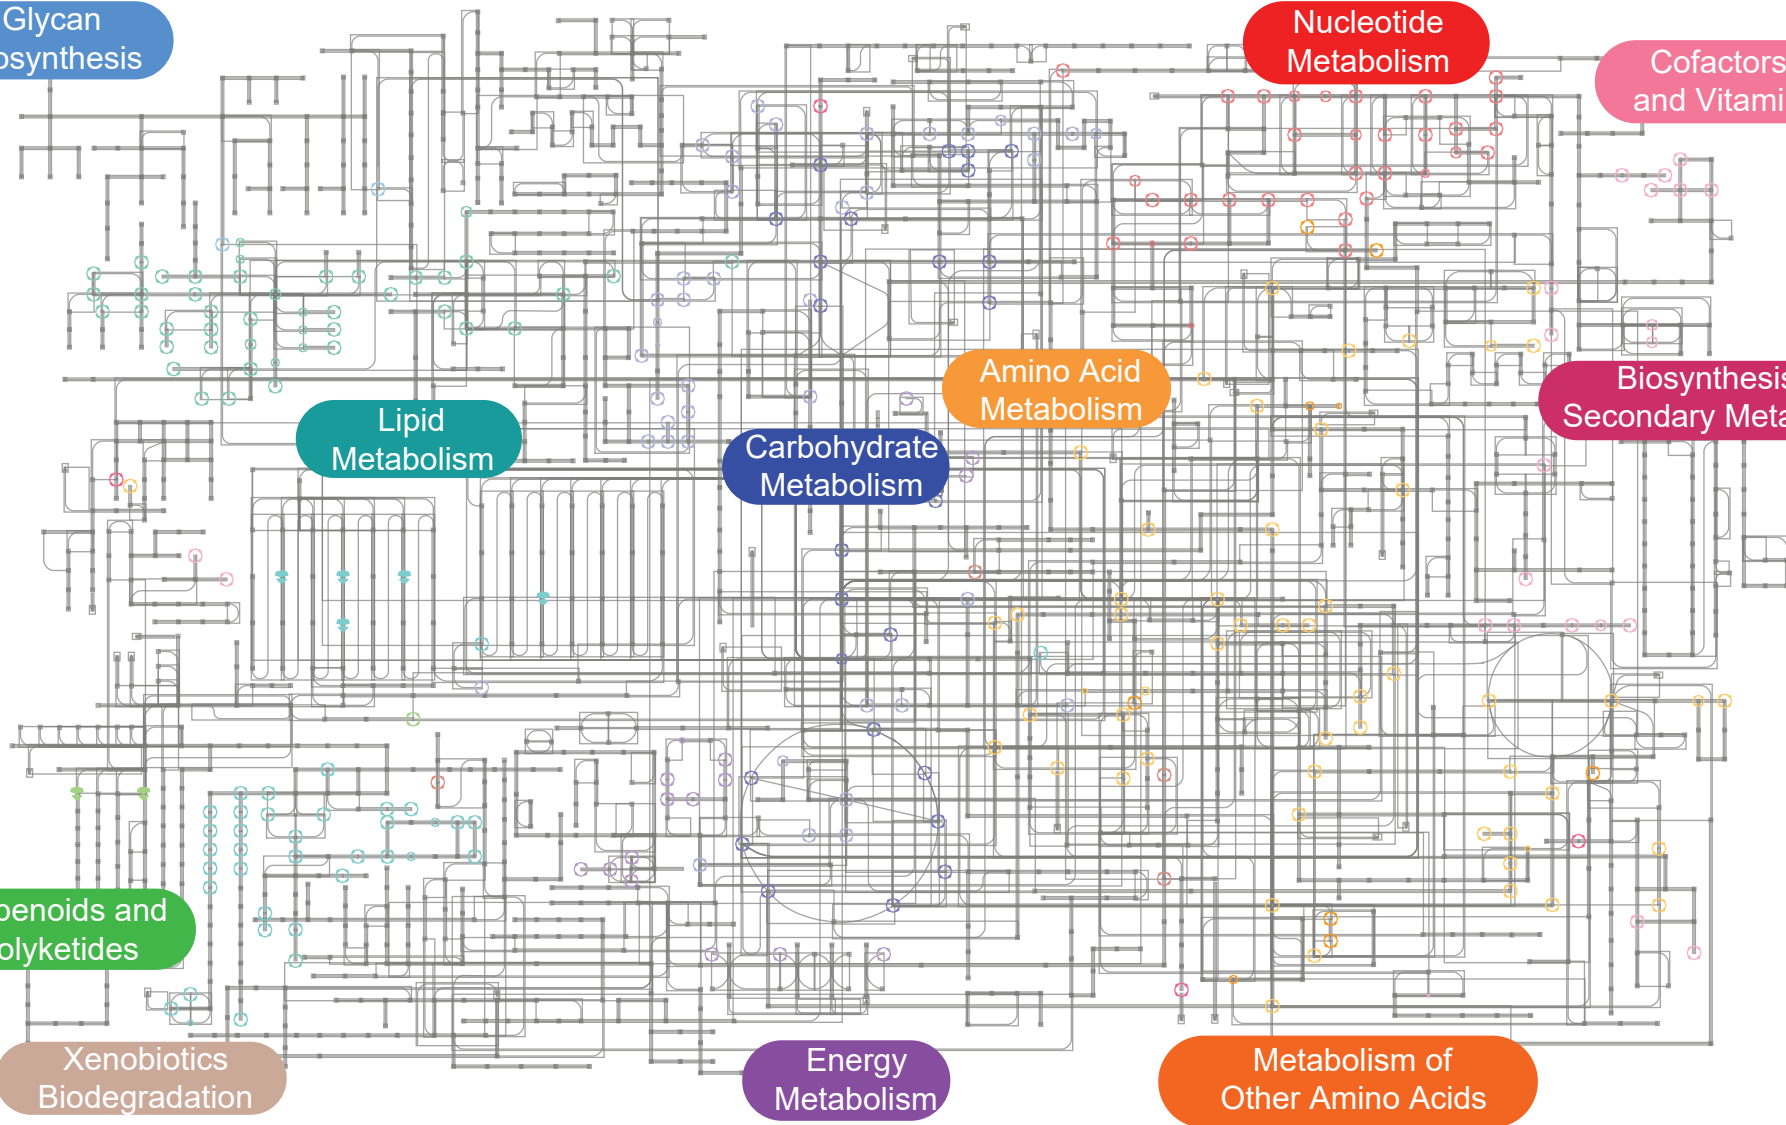 Glycan
osynthesis
Nucleotide
Metabolism
Cofactors
and Vitami
Amino Acid
Metabolism
Biosynthesis
Secondary Meta
Lipid
Metabolism
Carbohydrate
Metabolism
penoids and
olyketides
Xenobiotics
Biodegradation
Energy
Metabolism
Metabolism of
Other Amino Acids